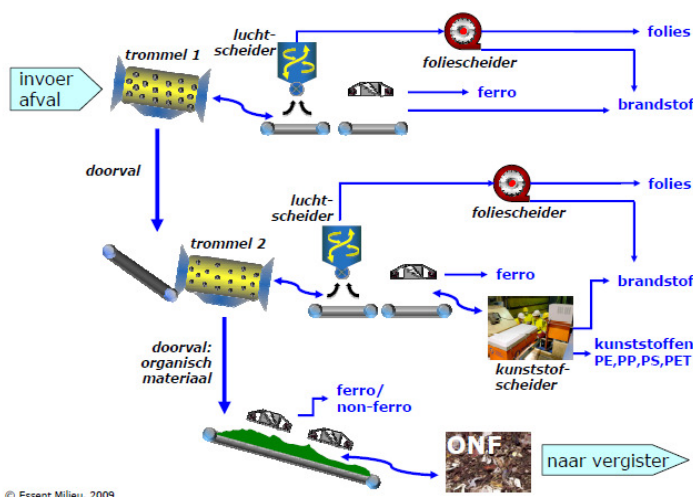 trommel 1
lucht-
scheider
foliescheider
folies
invoer
afval
ferro
brandstof
doorval
lucht-
scheider
foliescheider
folies
trommel 2
ferro
brandstof
doorval:
organisch
materiaal
kunststof-
scheider
kunststoffen
PE,PP,PS,PET
ferro/
non-ferro
ONF
naar vergister
© Essent Milieu, 2009